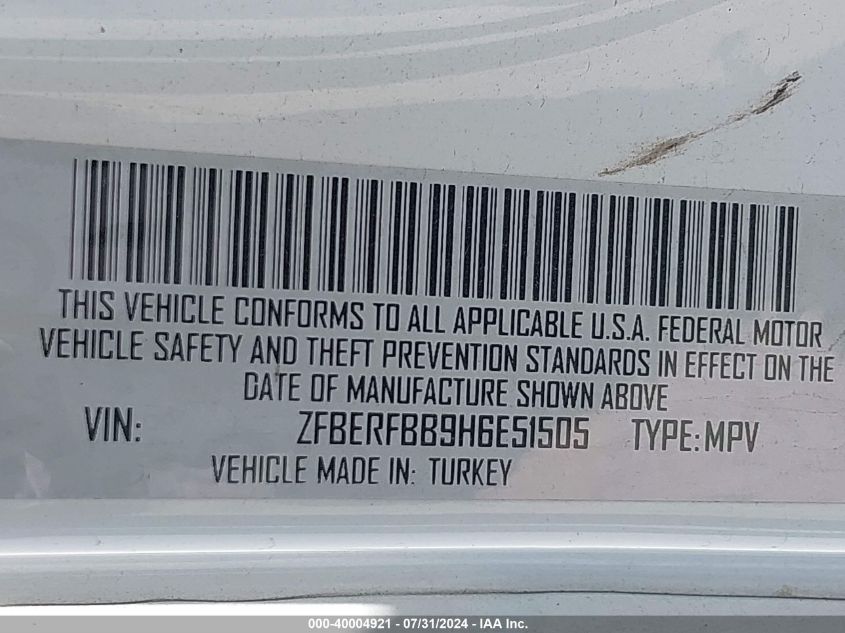 THIS VEHICLE CONFORMS TO ALL APPLICABLE U.S.A. FEDERAL MOTOR
VEHICLE SAFETY AND THEFT PREVENTION STANDARDS IN EFFECT ON THE
DATE OF MANUFACTURE SHOWN ABOVE
VIN: ZFBERFBB9H6E51505 TYPE: MPV
VEHICLE MADE IN: TURKEY
000-40004921 - 07/31/2024 - IAA Inc.